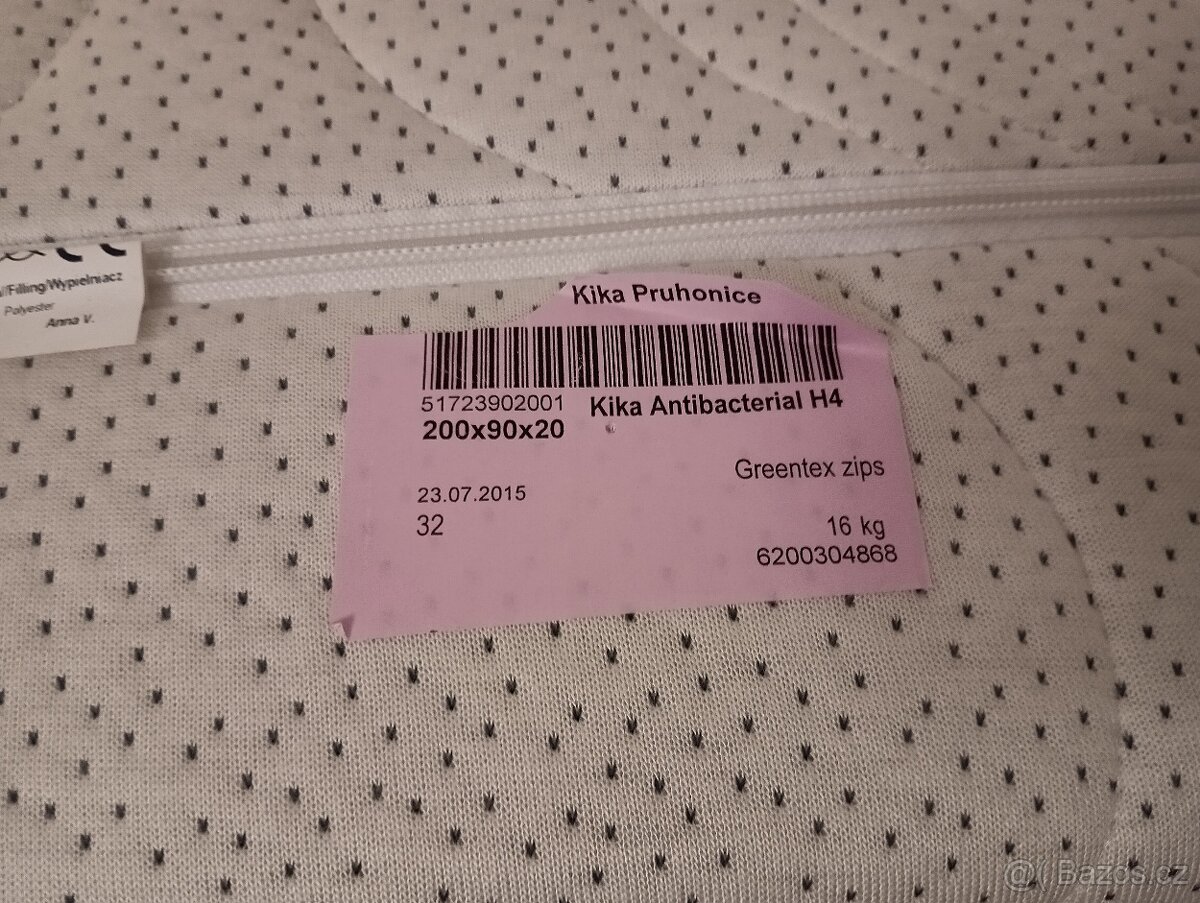 /Filling/Wypielniacz
Polyester
Anna V.
Kika Pruhonice
51723902001 Kika Antibacterial H4
200x90x20
Greentex zips
23.07.2015
32
16 kg
6200304868
Bazos.cz